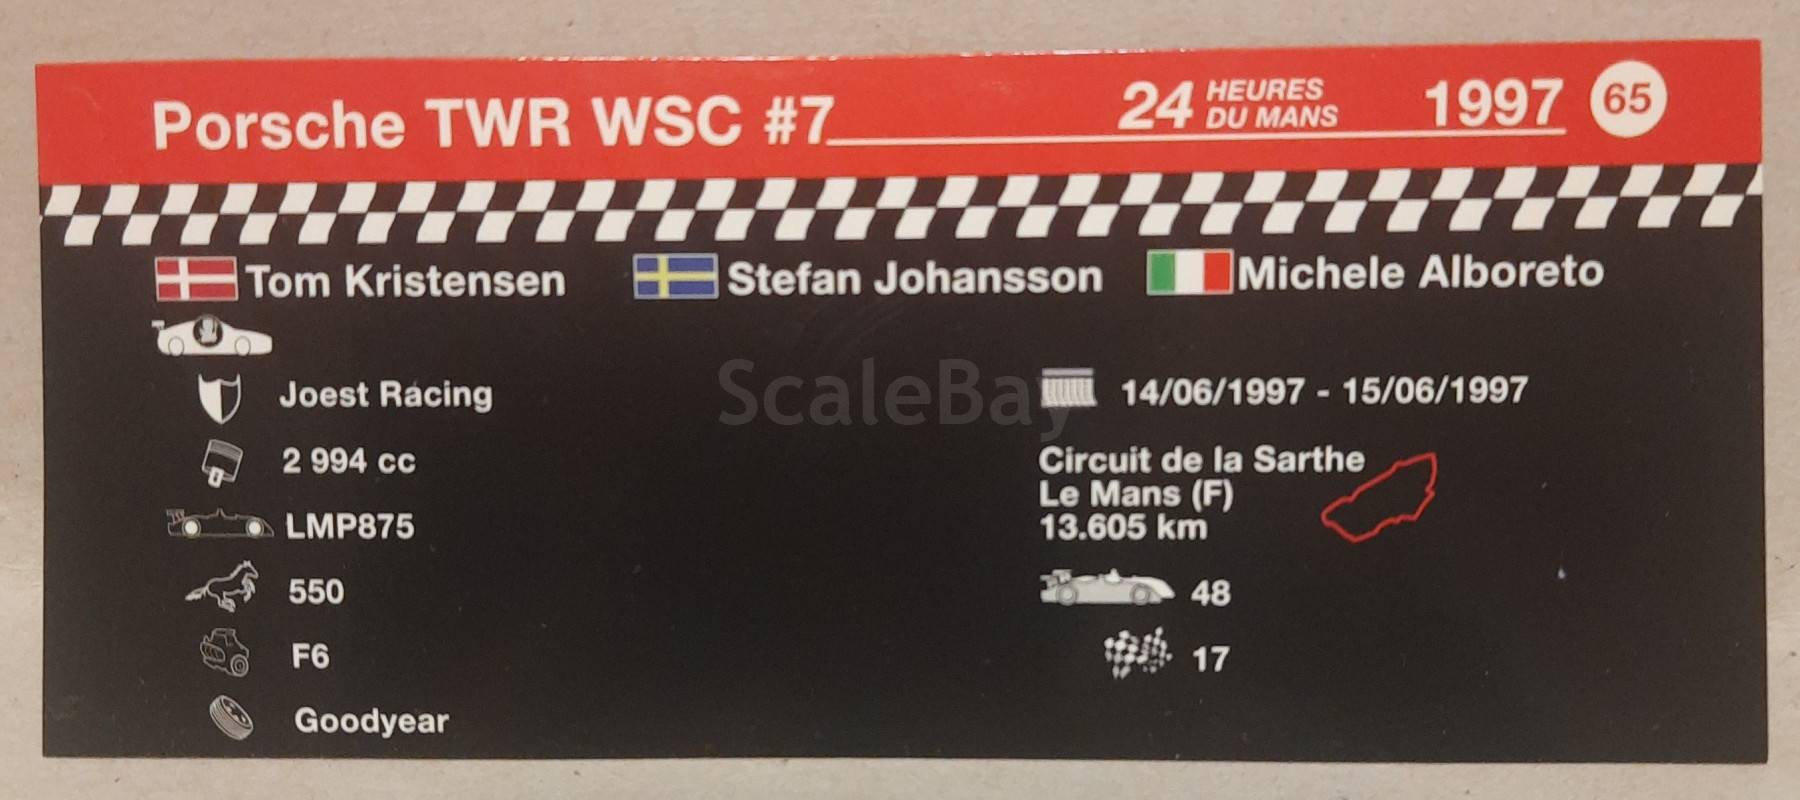 Porsche TWR WSC #7 24 HEURES DU MANS 1997 65
Tom Kristensen Stefan Johansson Michele Alboreto
Joest Racing
2 994 cc
LMP875
550
F6
Goodyear
14/06/1997 - 15/06/1997
Circuit de la Sarthe
Le Mans (F)
13.605 km
48
17
ScaleBay